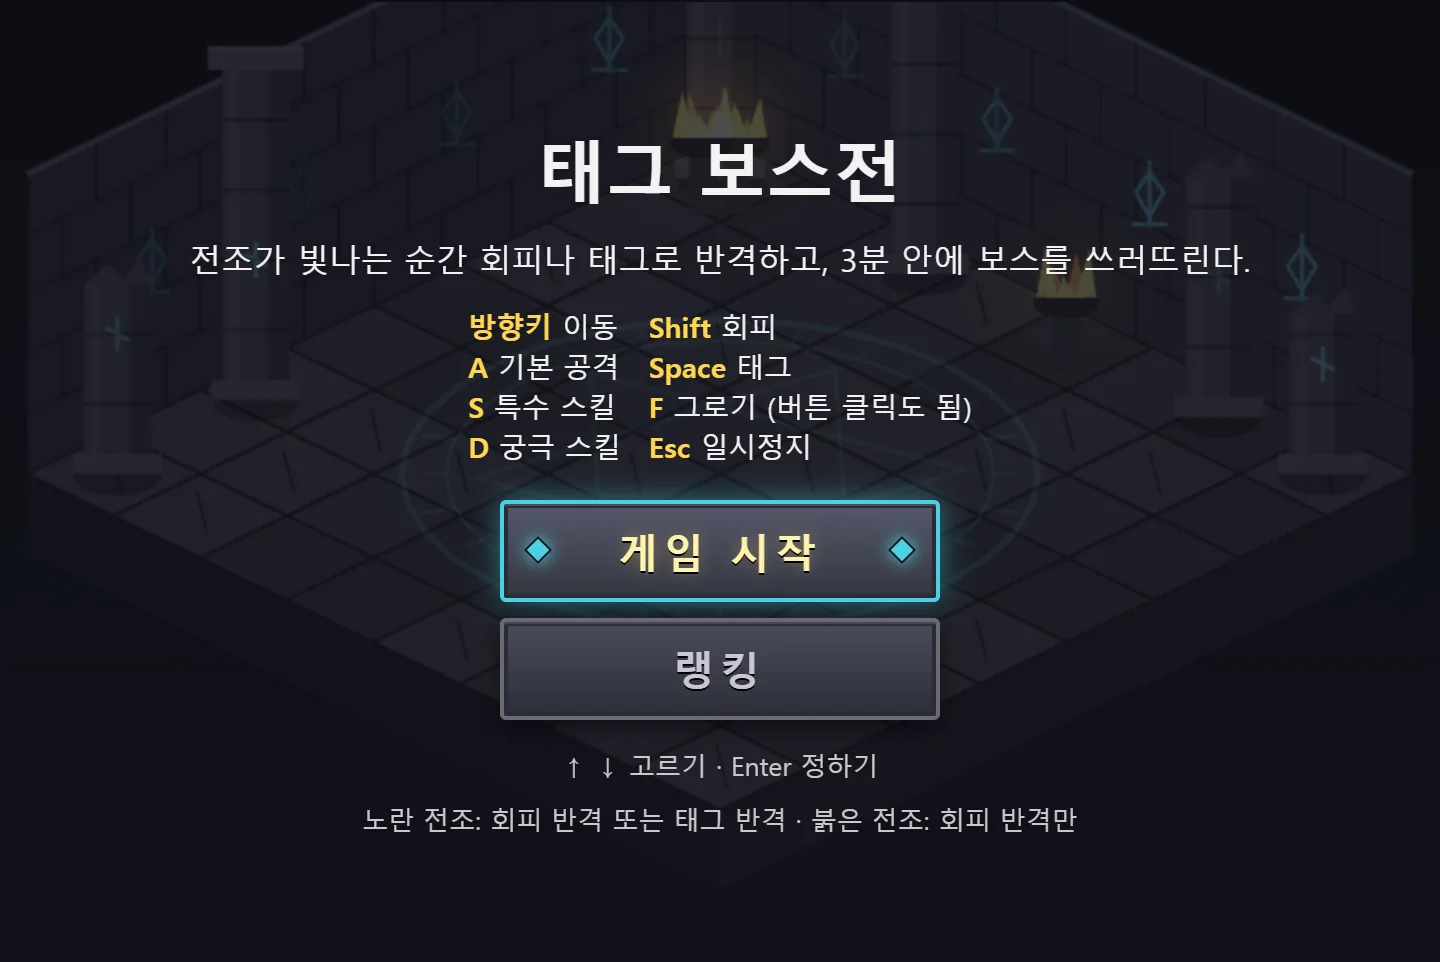 태그 보스전
전조가 빛나는 순간 회피나 태그로 반격하고, 3분 안에 보스를 쓰러뜨린다.
방향키 이동 Shift 회피
A 기본 공격 Space 태그
S 특수 스킬 F 그로기 (버튼 클릭도 됨)
D 궁극 스킬 Esc 일시정지
게임 시작
랭킹
↑ ↓ 고르기 · Enter 정하기
노란 전조: 회피 반격 또는 태그 반격 · 붉은 전조: 회피 반격만